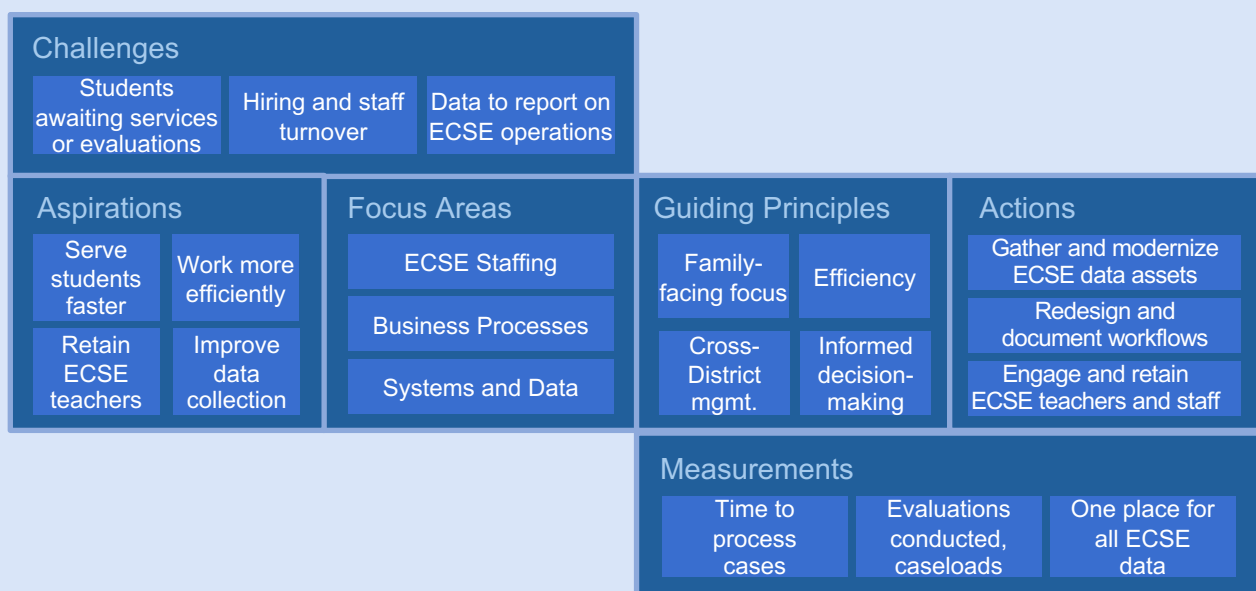 Challenges
Students
awaiting services
or evaluations
Hiring and staff
turnover
Data to report on
ECSE operations
Aspirations
Serve
students
faster
Work more
efficiently
Retain
ECSE
teachers
Improve
data
collection
Focus Areas
ECSE Staffing
Business Processes
Systems and Data
Guiding Principles
Family-
facing focus
Efficiency
Cross-
District
mgmt.
Informed
decision-
making
Actions
Gather and modernize
ECSE data assets
Redesign and
document workflows
Engage and retain
ECSE teachers and staff
Measurements
Time to
process
cases
Evaluations
conducted,
caseloads
One place for
all ECSE
data